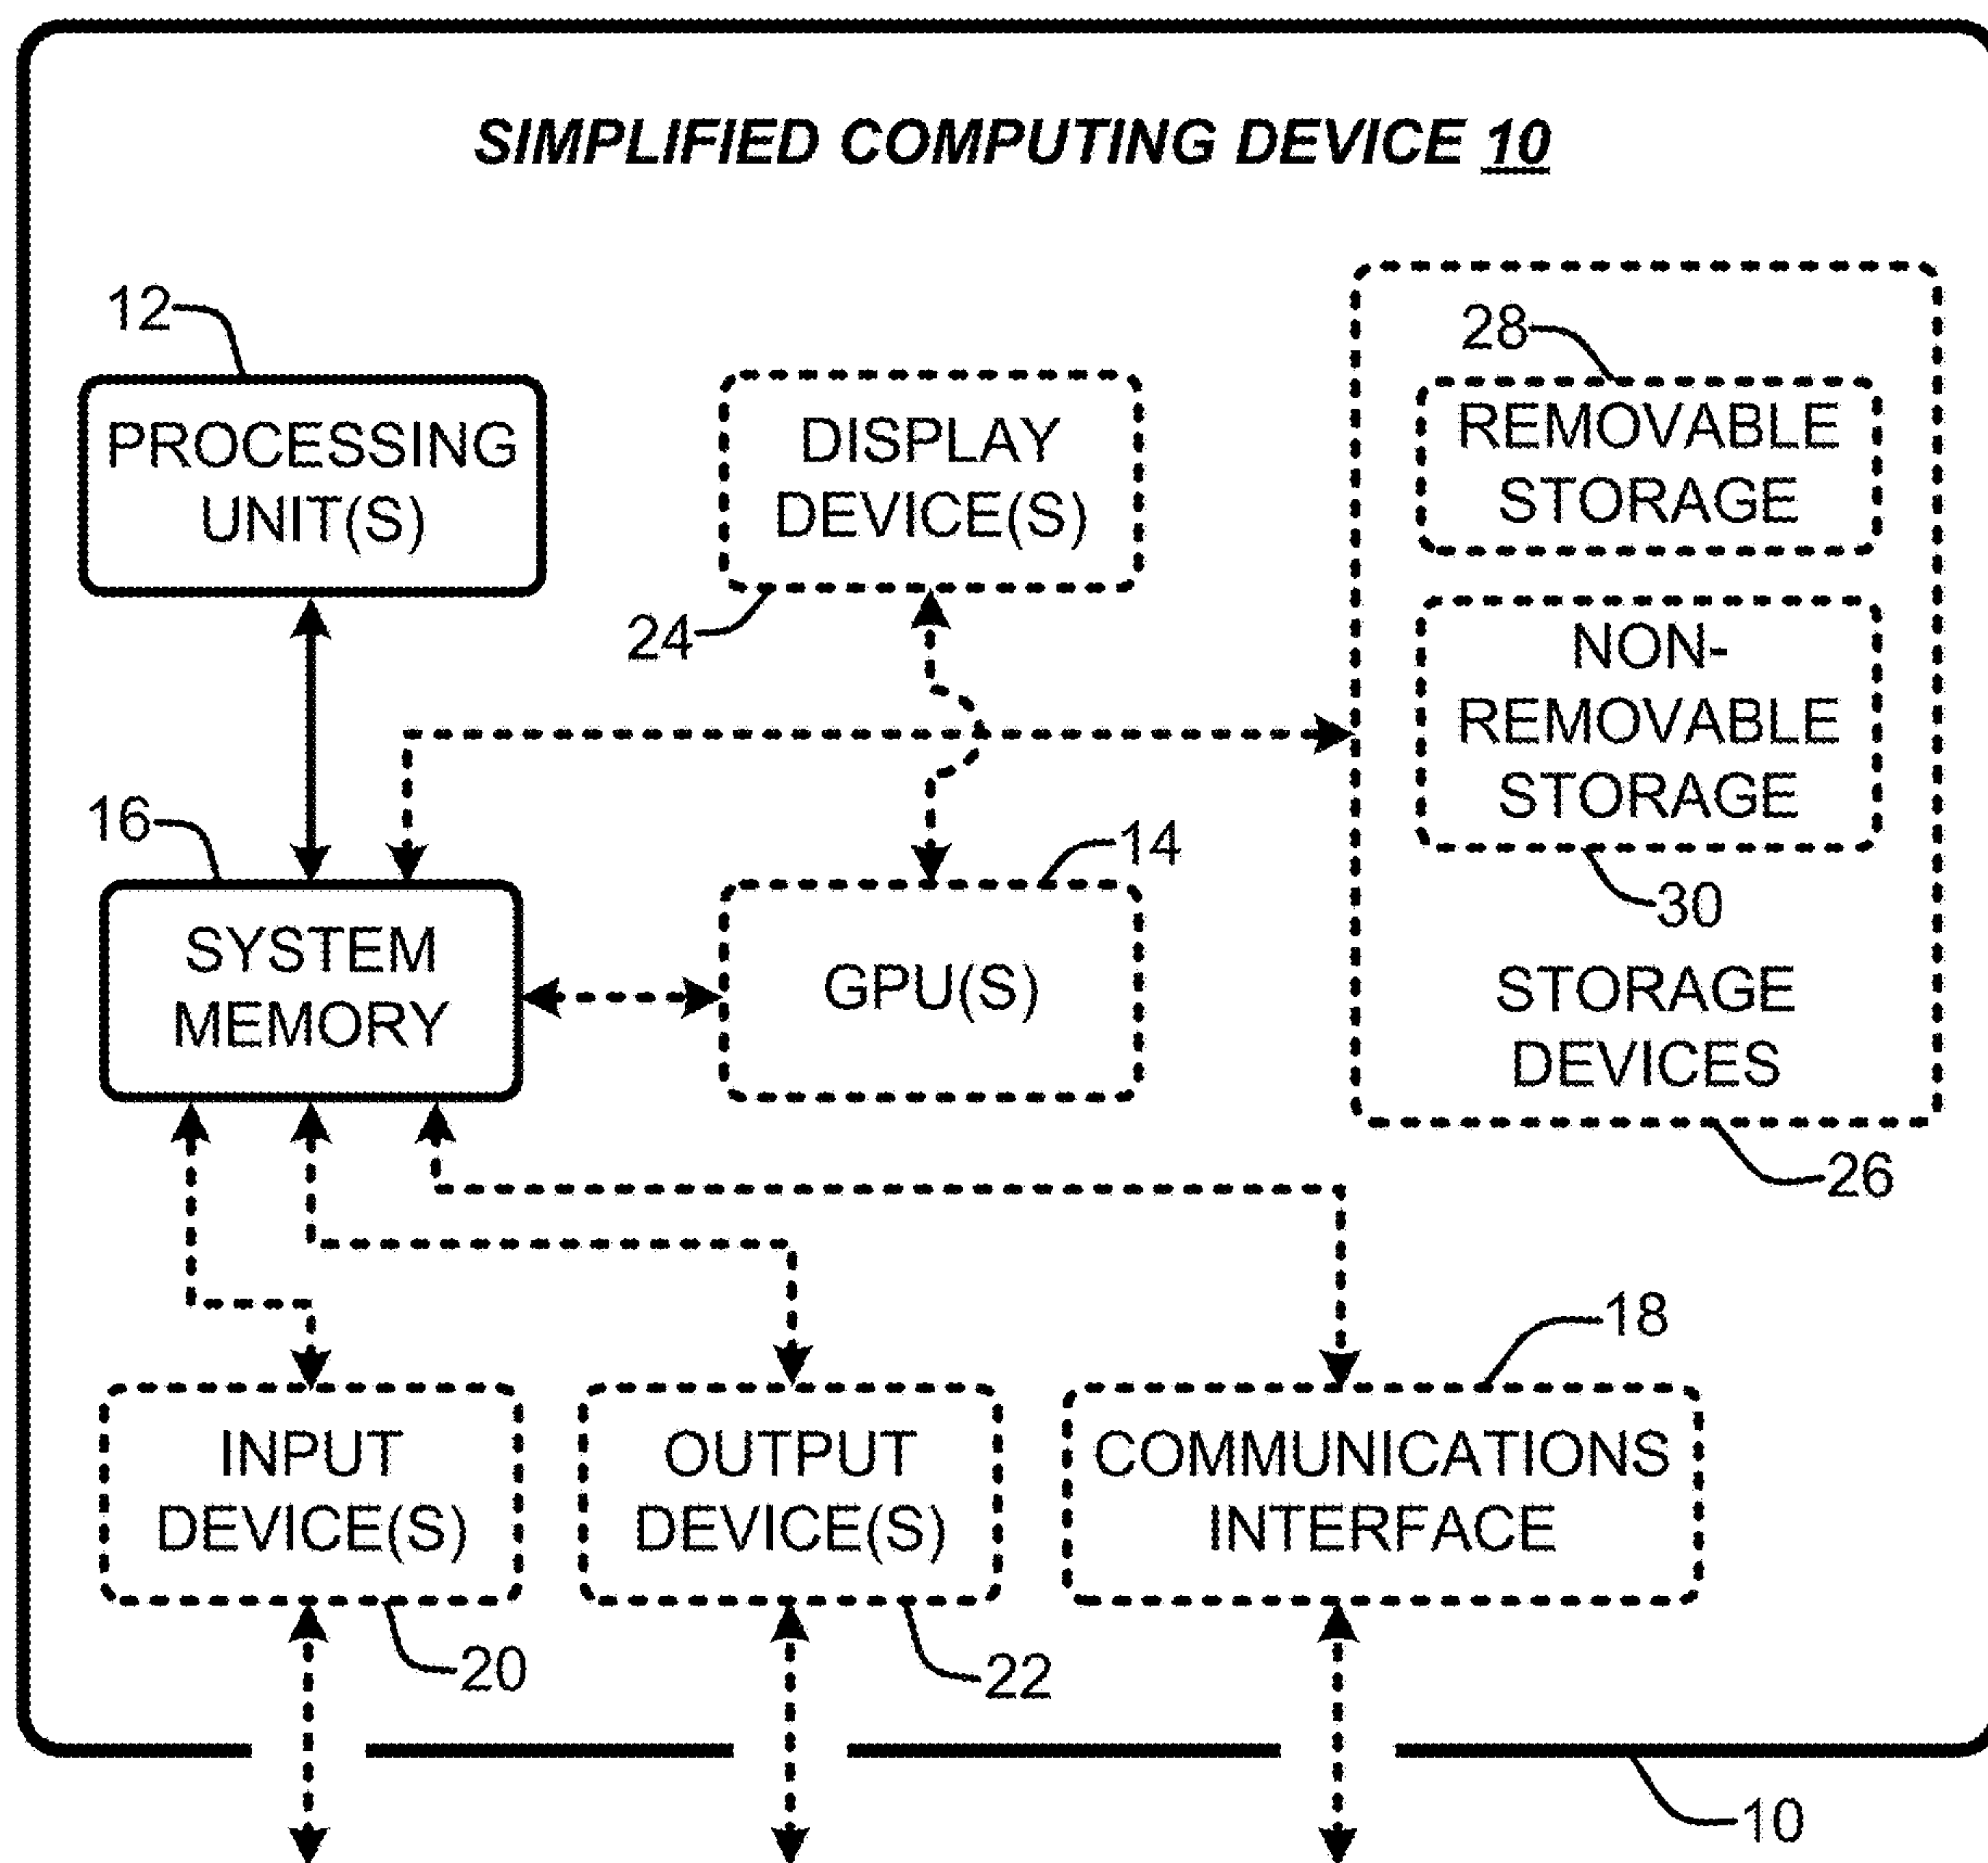 SIMPLIFIED COMPUTING DEVICE 10
12
PROCESSING
UNIT(S)
DISPLAY
DEVICE(S)
24
28
REMOVABLE
STORAGE
NON-
REMOVABLE
STORAGE
30
STORAGE
DEVICES
26
16
SYSTEM
MEMORY
14
GPU(S)
18
INPUT
DEVICE(S)
20
OUTPUT
DEVICE(S)
22
COMMUNICATIONS
INTERFACE
10